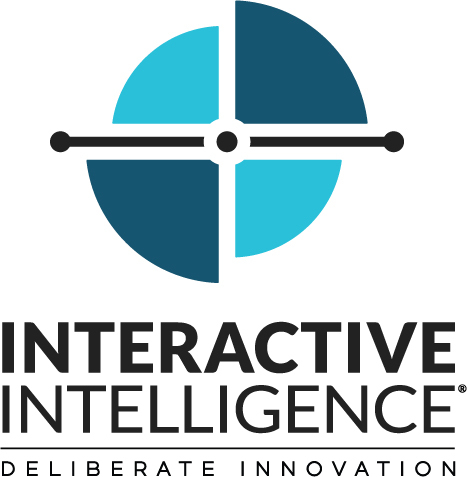 INTERACTIVE
INTELLIGENCE®
DELIBERATE INNOVATION